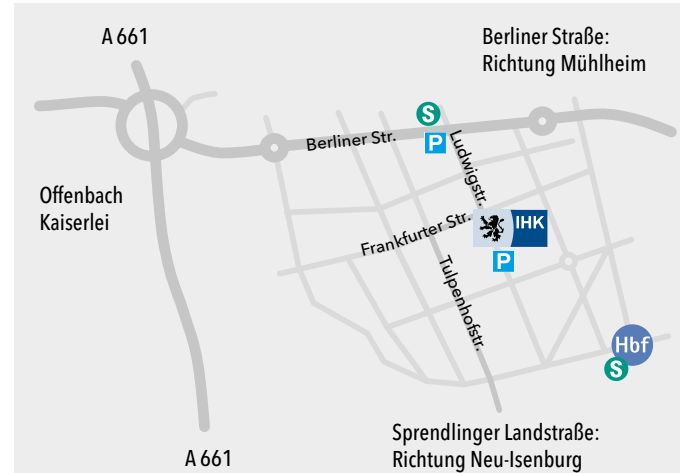 A 661
Berliner Straße:
Richtung Mühlheim
S
Berliner Str.
P
Ludwigstr.
Offenbach
Kaiserlei
Frankfurter Str.
IHK
P
Tulpenhofstr.
Hbf
S
Sprendlinger Landstraße:
Richtung Neu-Isenburg
A 661